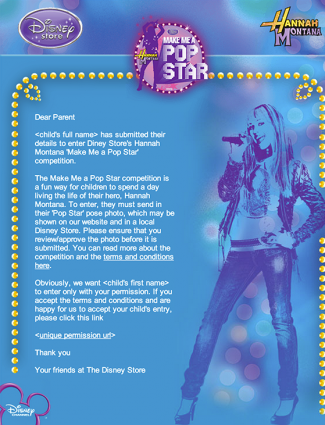 Disney
store
MAKE ME A
POP
STAR
HANNAH
MONTANA
Dear Parent
<child's full name> has submitted their
details to enter Diney Store's Hannah
Montana 'Make Me a Pop Star'
competition.
The Make Me a Pop Star competition is
a fun way for children to spend a day
living the life of their hero, Hannah
Montana. To enter, they must send in
their 'Pop Star' pose photo, which may be
shown on our website and in a local
Disney Store. Please ensure that you
review/approve the photo before it is
submitted. You can read more about the
competition and the terms and conditions
here.
Obviously, we want <child's first name>
to enter only with your permission. If you
accept the terms and conditions and are
happy for us to accept your child's entry,
please click this link
<unique permission url>
Thank you
Your friends at The Disney Store
Disney